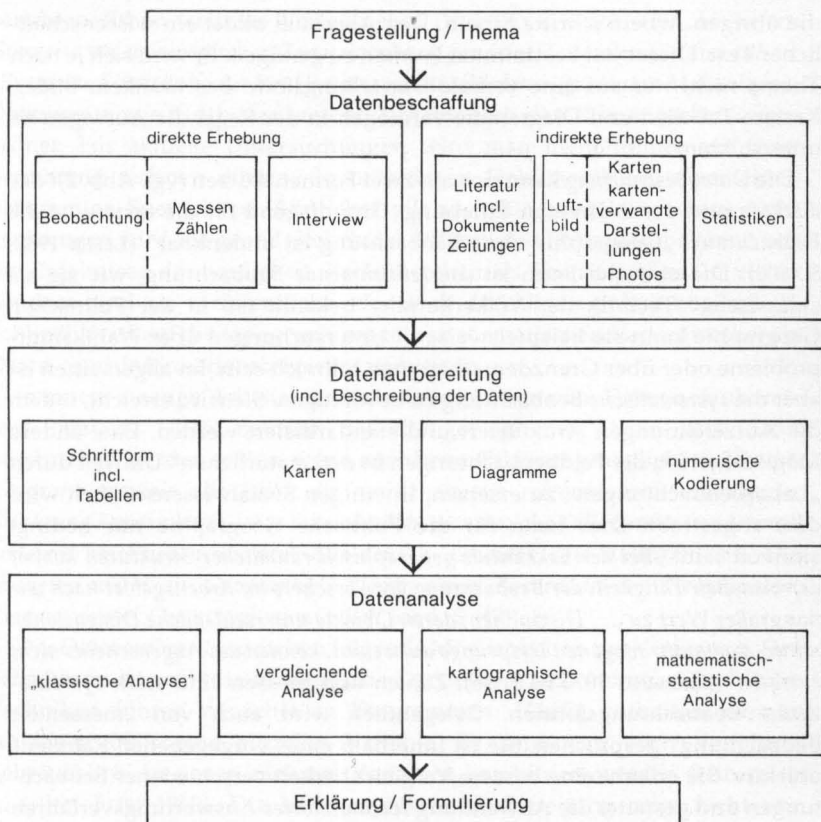 Fragestellung / Thema
Datenbeschaffung
direkte Erhebung
indirekte Erhebung
Beobachtung
Messen
Zählen
Interview
Literatur
incl.
Dokumente
Zeitungen
Luft-
bild
Karten
karten-
verwandte
Darstel-
lungen
Photos
Statistiken
Datenaufbereitung
(incl. Beschreibung der Daten)
Schriftform
incl.
Tabellen
Karten
Diagramme
numerische
Kodierung
Datenanalyse
„klassische Analyse"
vergleichende
Analyse
kartographische
Analyse
mathematisch-
statistische
Analyse
Erklärung / Formulierung